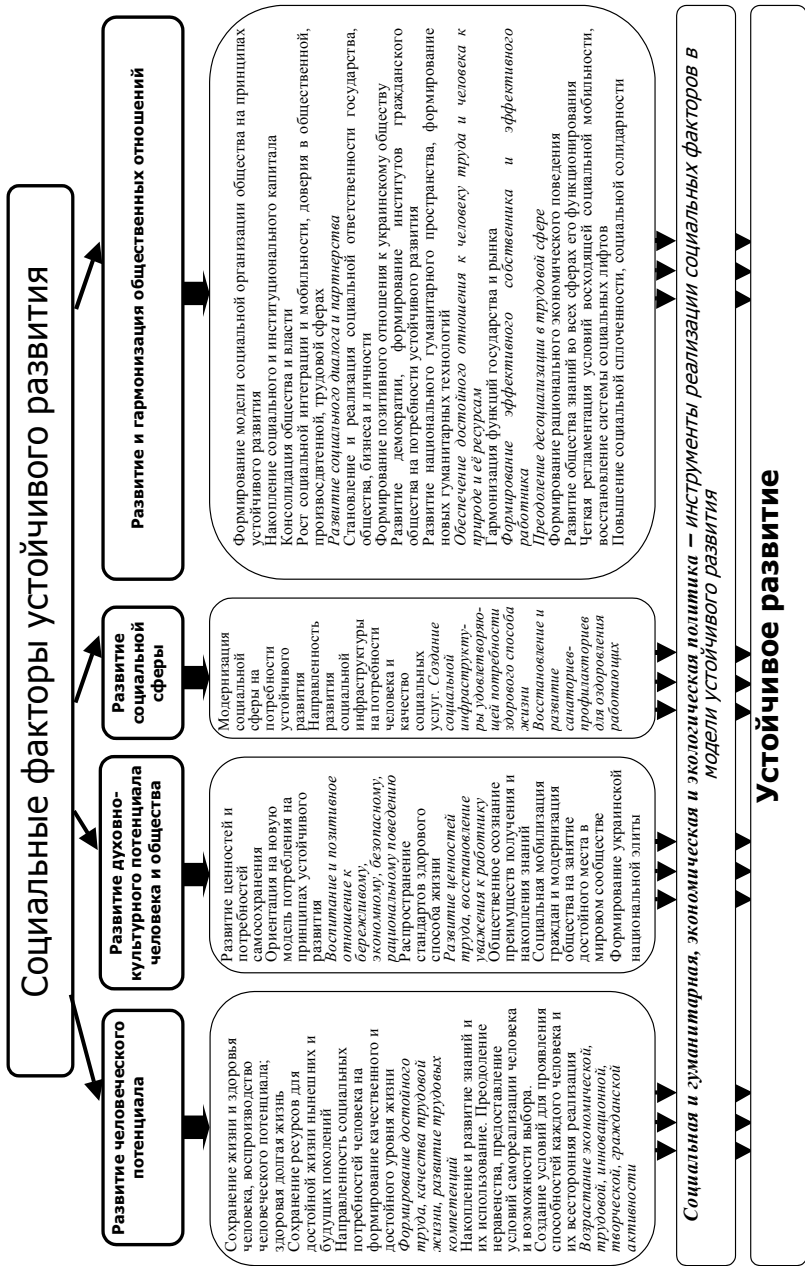 Социальные факторы устойчивого развития
Развитие человеческого
потенциала
Сохранение жизни и здоровья
человека, воспроизводство
человеческого потенциала;
здоровая долгая жизнь
Сохранение ресурсов для
достойной жизни нынешних и
будущих поколений
Направленность социальных
потребностей человека на
формирование качественного и
достойного уровня жизни
Формирование достойного
труда, качества трудовой
жизни, развитие трудовых
компетенций
Накопление и развитие знаний и
их использование. Преодоление
неравенства, предоставление
условий самореализации человека
и возможности выбора.
Создание условий для проявления
способностей каждого человека и
их всесторонняя реализация
Возрастание экономической,
трудовой, инновационной,
творческой, гражданской
активности
Развитие духовно-
культурного потенциала
человека и общества
Развитие ценностей и
потребностей
самосохранения
Ориентация на новую
модель потребления на
принципах устойчивого
развития
Воспитание и позитивное
отношение к
бережливому,
экономному, безопасному,
рациональному поведению
Распространение
стандартов здорового
способа жизни
Развитие ценностей
труда, восстановление
уважения к работнику
Общественное осознание
преимуществ получения и
накопления знаний
Социальная мобилизация
граждан и модернизация
общества на занятие
достойного места в
мировом сообществе
Формирование украинской
национальной элиты
Развитие
социальной
сферы
Модернизация
социальной
сферы на
потребности
устойчивого
развития
Направленность
развития
социальной
инфраструктуры
на потребности
человека и
качество
социальных
услуг. Создание
социальной
инфраструкту-
ры удовлетворяю-
щей потребности
здорового способа
жизни
Восстановление и
развитие
санаториев-
профилакториев
для оздоровления
работающих
Развитие и гармонизация общественных отношений
Формирование модели социальной организации общества на принципах
устойчивого развития
Накопление социального и институционального капитала
Консолидация общества и власти
Рост социальной интеграции и мобильности, доверия в общественной,
производтвтенной, трудовой сферах
Развитие социального диалога и партнерства
Становление и реализация социальной ответственности государства,
общества, бизнеса и личности
Формирование позитивного отношения к украинскому обществу
Развитие демократии, формирование институтов гражданского
общества на потребности устойчивого развития
Развитие национального гуманитарного пространства, формирование
новых гуманитарных технологий
Обеспечение достойного отношения к человеку труда и человека к
природе и её ресурсам
Гармонизация функций государства и рынка
Формирование эффективного собственника и эффективного
работника
Преодоление десоциализации в трудовой сфере
Формирование рационального экономического поведения
Развитие общества знаний во всех сферах его функционирования
Четкая регламентация условий восходящей социальной мобильности,
восстановление системы социальных лифтов
Повышение социальной сплоченности, социальной солидарности
Социальная и гуманитарная, экономическая и экологическая политика – инструменты реализации социальных факторов в
модели устойчивого развития
Устойчивое развитие